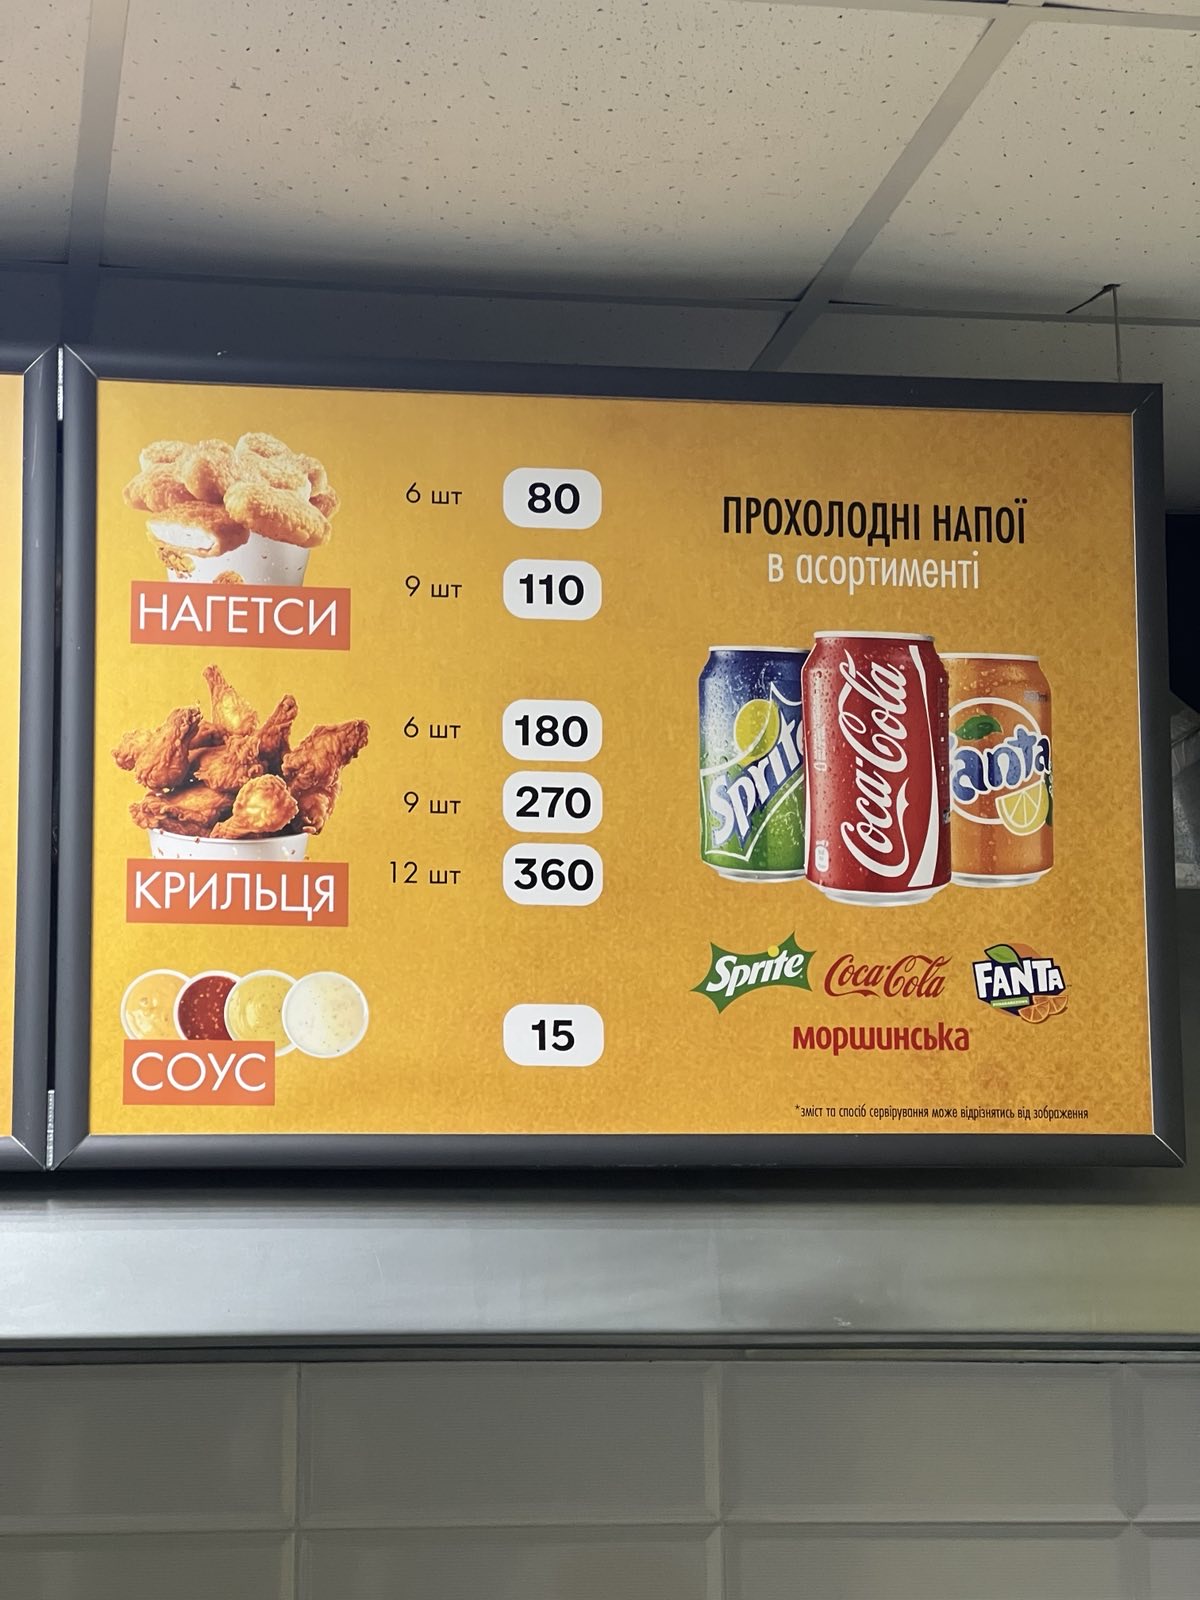 6 шт 80
9 шт 110
НАГЕТСИ
6 шт 180
9 шт 270
12 шт 360
КРИЛЬЦЯ
15
СОУС
ПРОХОЛОДНІ НАПОЇ
в асортименті
Sprite
Coca-Cola
anta
Sprite
Coca-Cola
FANTA
моршинська
*зміст та спосіб сервірування може відрізнятись від зображення